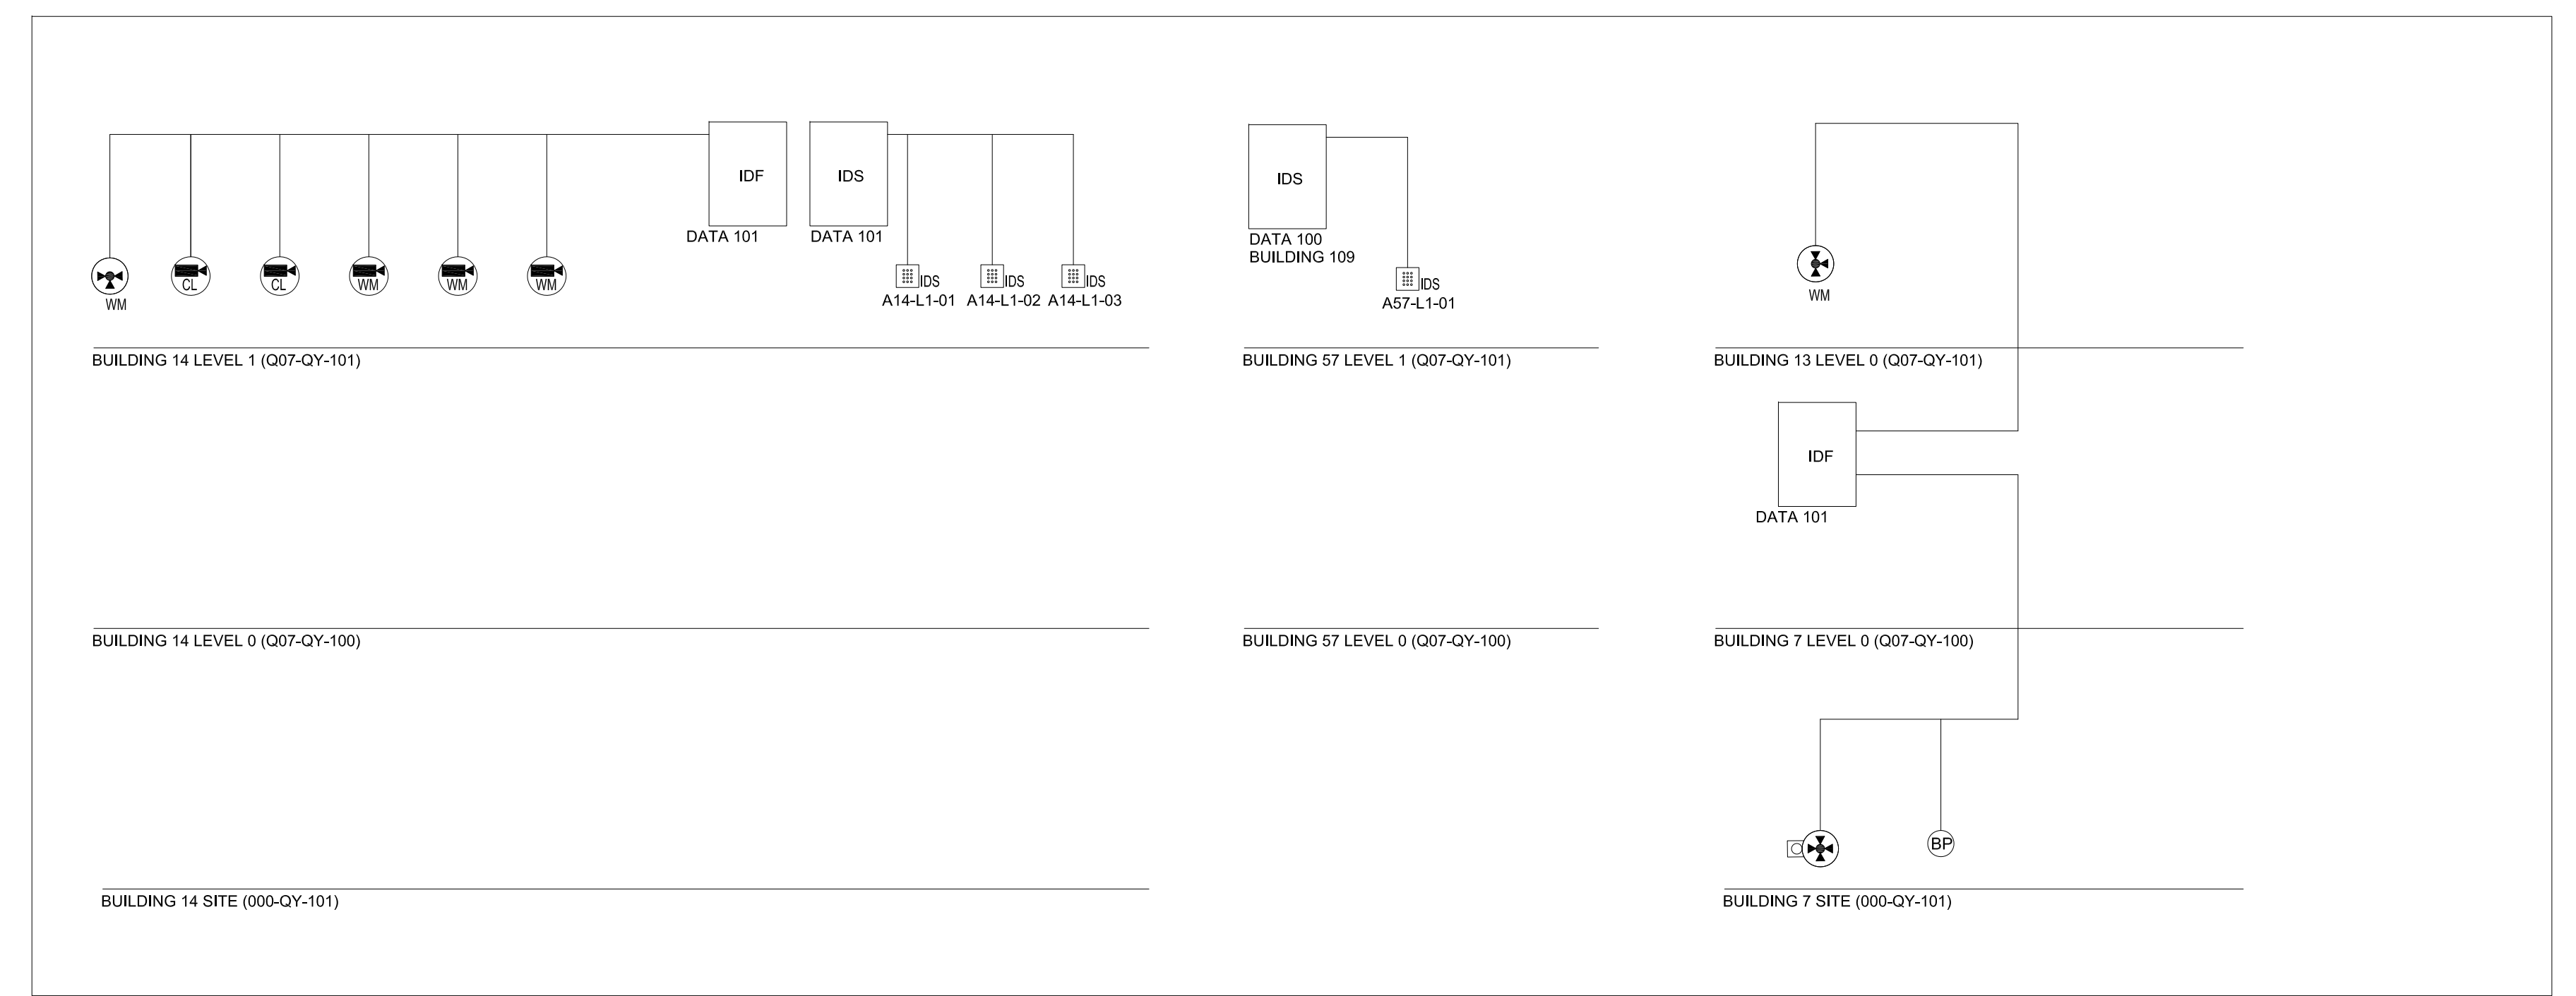 IDF
IDS
DATA 101
DATA 101
WM
CL
CL
WM
WM
WM
IDS
IDS
IDS
A14-L1-01
A14-L1-02
A14-L1-03
BUILDING 14 LEVEL 1 (Q07-QY-101)
BUILDING 14 LEVEL 0 (Q07-QY-100)
BUILDING 14 SITE (000-QY-101)
IDS
DATA 100
BUILDING 109
IDS
A57-L1-01
BUILDING 57 LEVEL 1 (Q07-QY-101)
BUILDING 57 LEVEL 0 (Q07-QY-100)
WM
BUILDING 13 LEVEL 0 (Q07-QY-101)
IDF
DATA 101
BUILDING 7 LEVEL 0 (Q07-QY-100)
BP
BUILDING 7 SITE (000-QY-101)